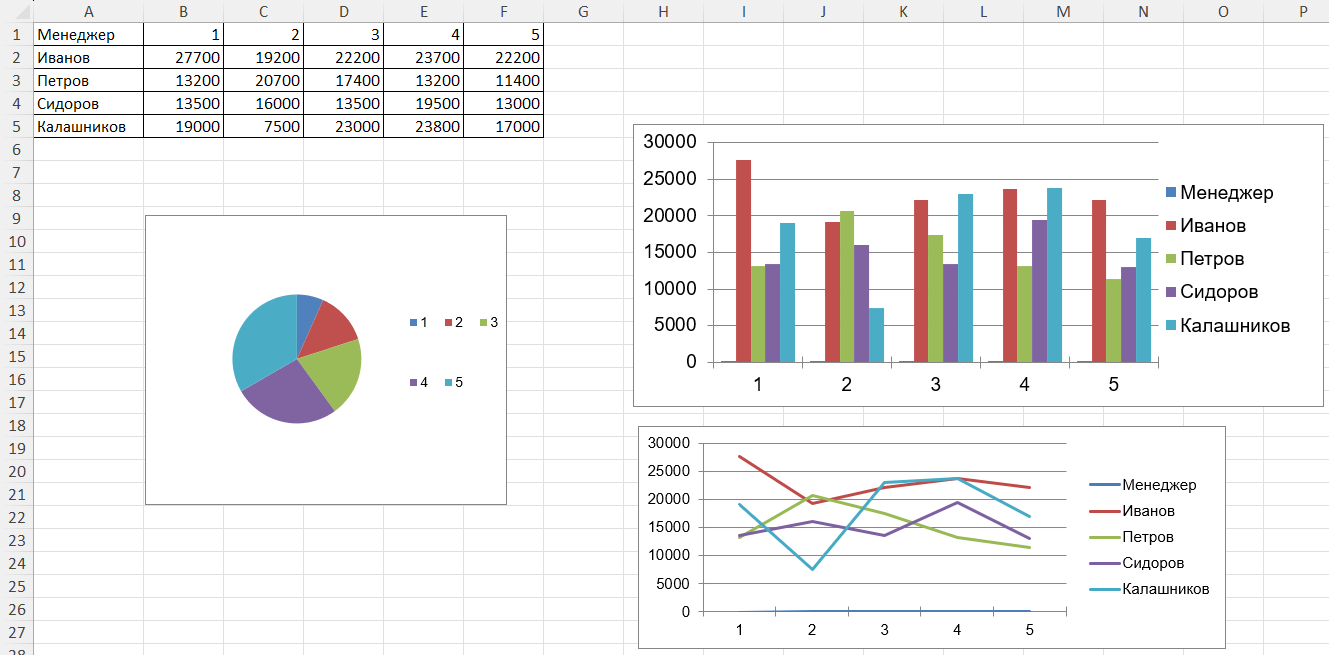 A B C D E F G H I J K L M N O P
1 Менеджер 1 2 3 4 5
2 Иванов 27700 19200 22200 23700 22200
3 Петров 13200 20700 17400 13200 11400
4 Сидоров 13500 16000 13500 19500 13000
5 Калашников 19000 7500 23000 23800 17000
6
7
8
9
10
11
12
13
14
15
16
17
18
19
20
21
22
23
24
25
26
27
28
1 2 3
4 5
30000
25000
20000
15000
10000
5000
0
1 2 3 4 5
Менеджер
Иванов
Петров
Сидоров
Калашников
30000
25000
20000
15000
10000
5000
0
1 2 3 4 5
Менеджер
Иванов
Петров
Сидоров
Калашников